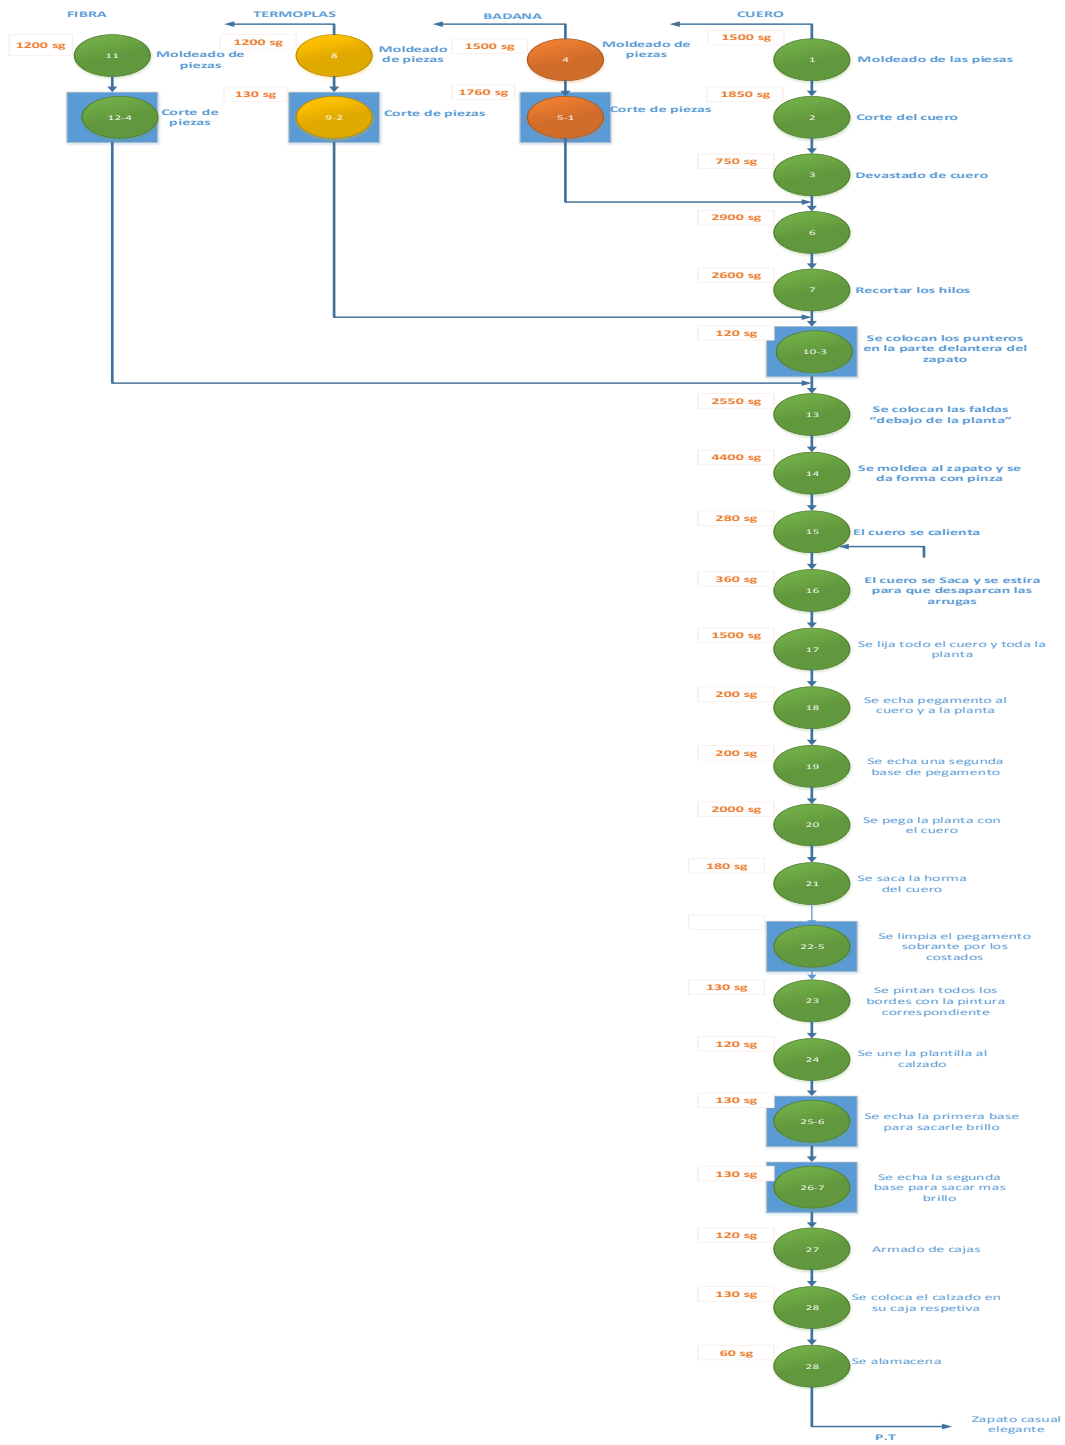 FIBRA
TERMOPLAS
BADANA
CUERO
1200 sg
11
Moldeado de
piezas
1200 sg
8
Moldeado
de piezas
1500 sg
4
Moldeado de
piezas
1500 sg
1
Moldeado de las piesas
12-4
Corte de
piezas
130 sg
9-2
Corte de piezas
1760 sg
5-1
Corte de piezas
1850 sg
2
Corte del cuero
750 sg
3
Devastado de cuero
2900 sg
6
2600 sg
7
Recortar los hilos
120 sg
10-3
Se colocan los punteros
en la parte delantera del
zapato
2550 sg
13
Se colocan las faldas
“debajo de la planta”
4400 sg
14
Se moldea al zapato y se
da forma con pinza
280 sg
15
El cuero se calienta
360 sg
16
El cuero se Saca y se estira
para que desaparcan las
arrugas
1500 sg
17
Se lija todo el cuero y toda la
planta
200 sg
18
Se echa pegamento al
cuero y a la planta
200 sg
19
Se echa una segunda
base de pegamento
2000 sg
20
Se pega la planta con
el cuero
180 sg
21
Se saca la horma
del cuero
22-5
Se limpia el pegamento
sobrante por los
costados
130 sg
23
Se pintan todos los
bordes con la pintura
correspondiente
120 sg
24
Se une la plantilla al
calzado
130 sg
25-6
Se echa la primera base
para sacarle brillo
130 sg
26-7
Se echa la segunda
base para sacar mas
brillo
120 sg
27
Armado de cajas
130 sg
28
Se coloca el calzado en
su caja respetiva
60 sg
28
Se alamacena
P.T
Zapato casual
elegante